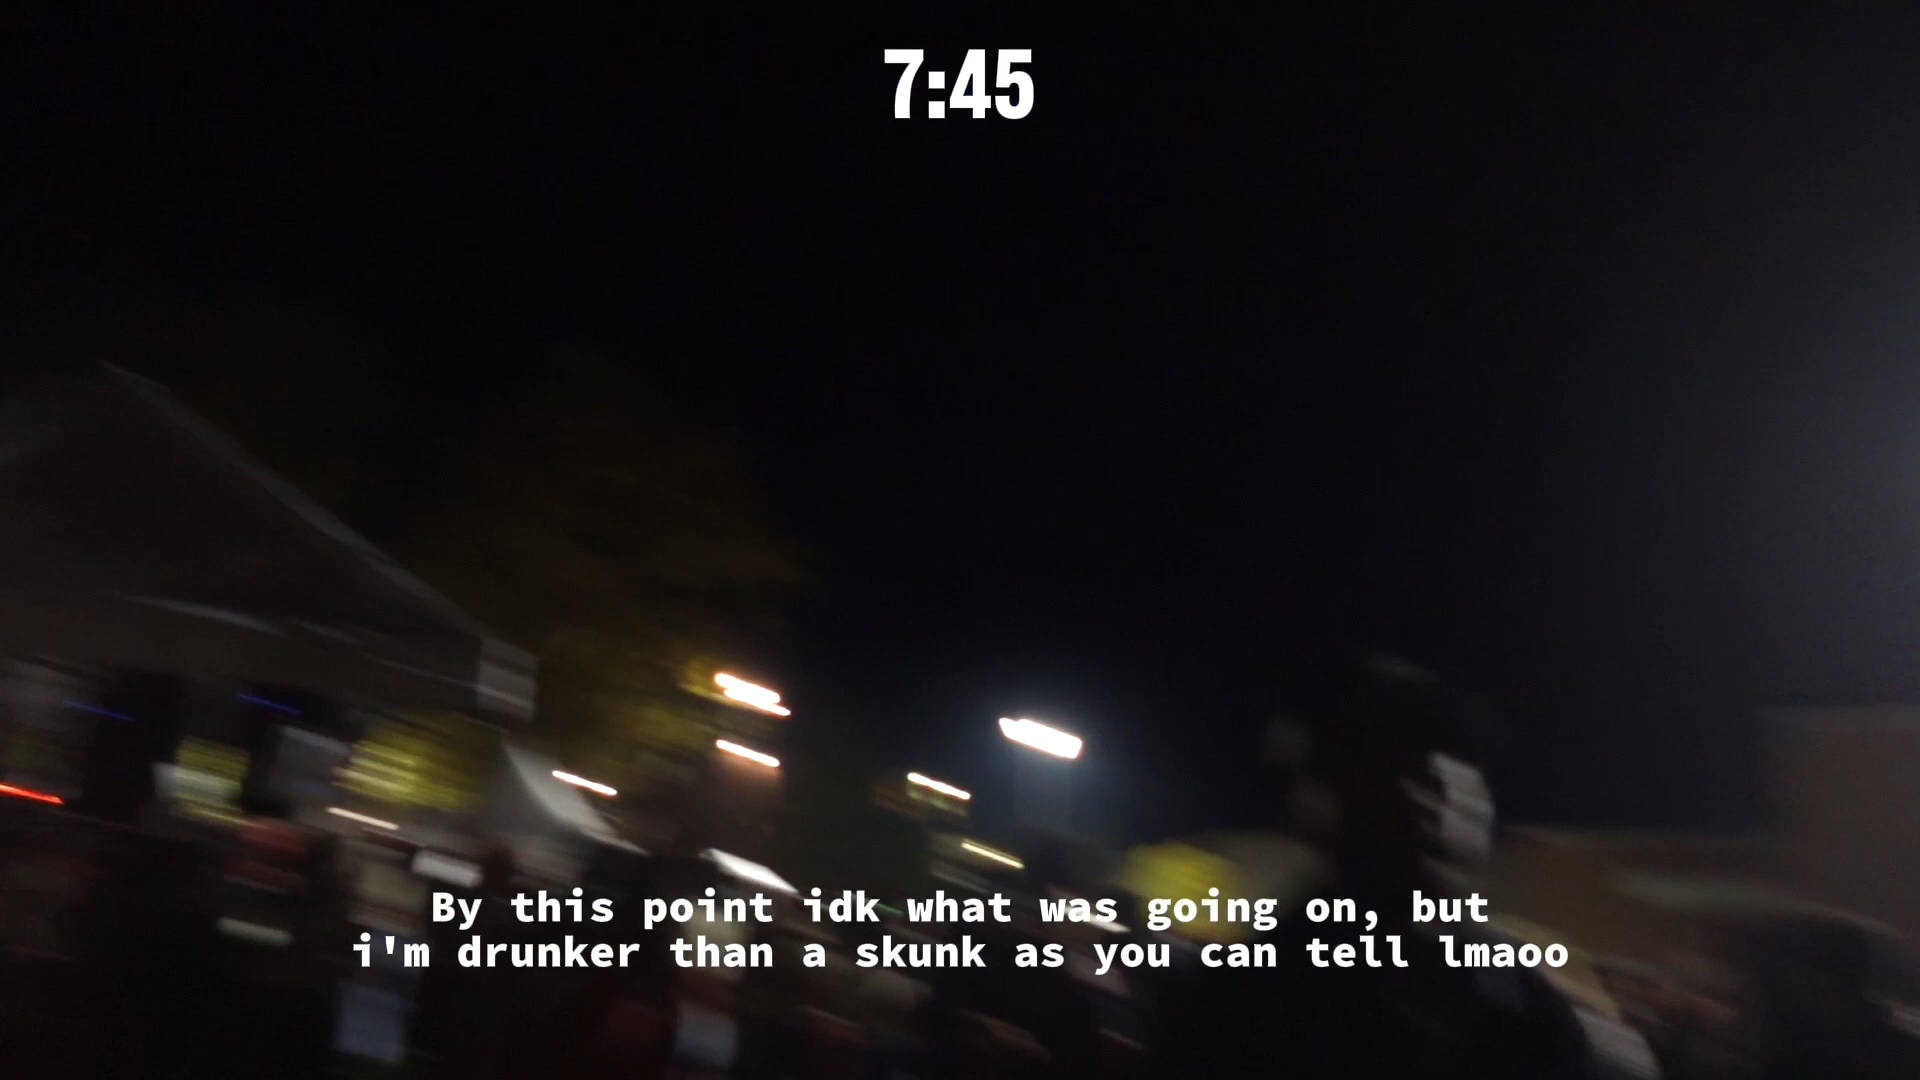 7:45
By this point idk what was going on, but
i'm drunker than a skunk as you can tell lmaoo